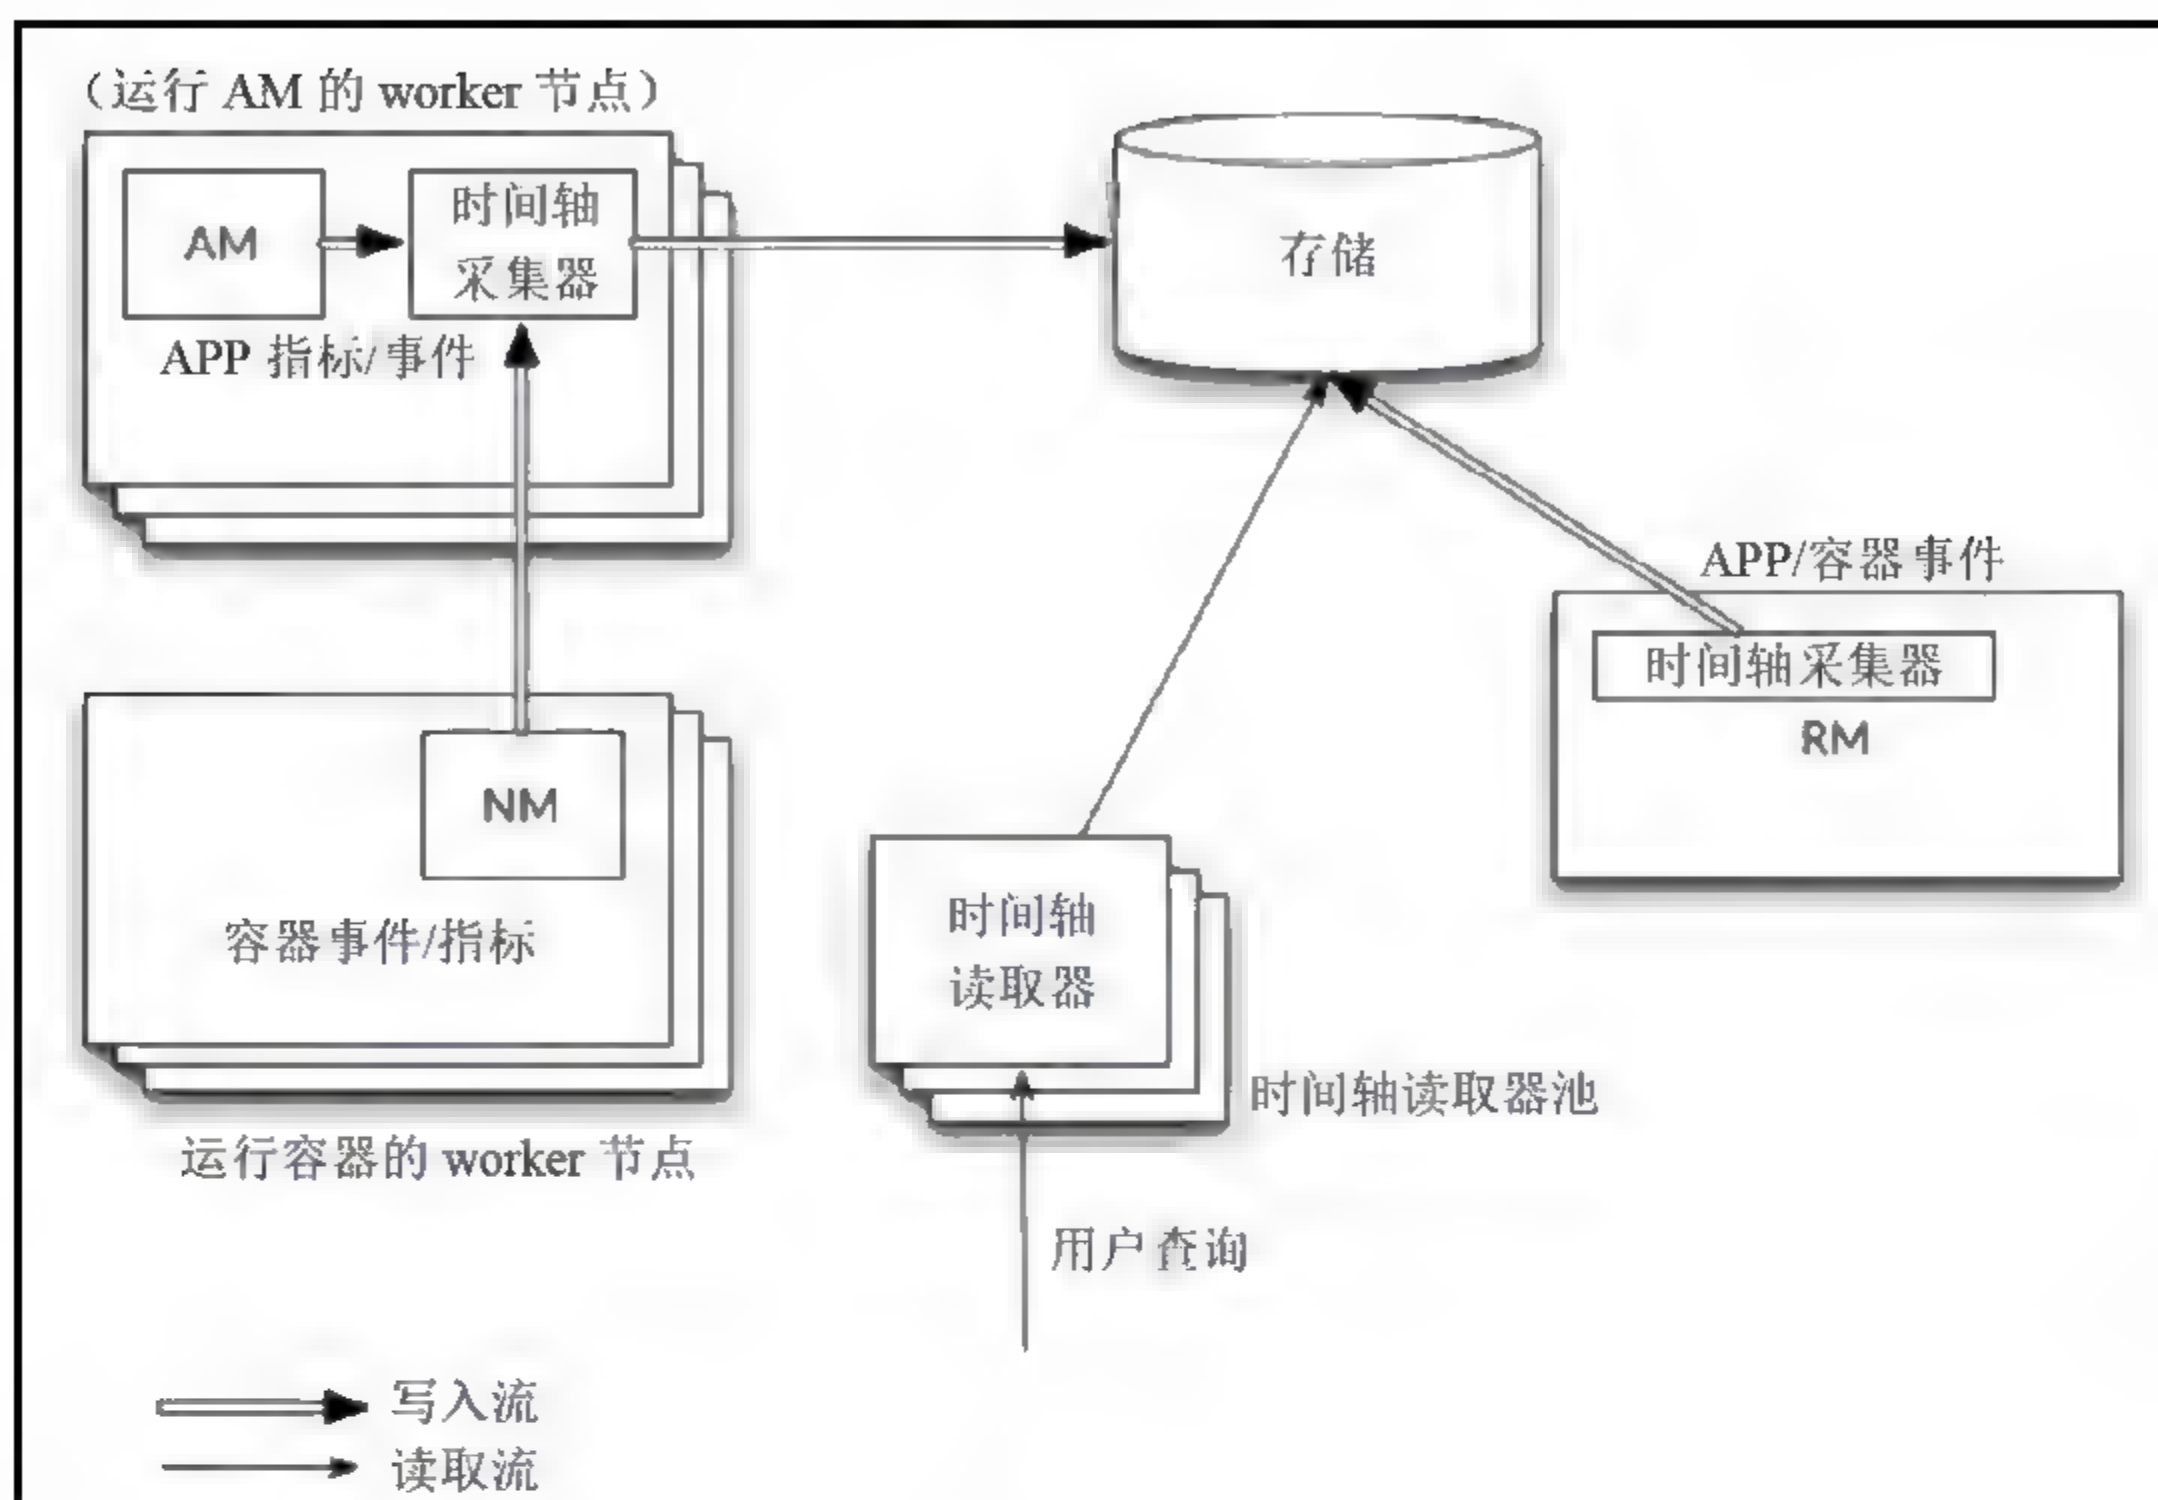 （运行 AM 的 worker 节点）
AM
时间轴
采集器
APP 指标/事件
存储
APP/容器事件
时间轴采集器
RM
NM
容器事件/指标
运行容器的 worker 节点
时间轴
读取器
时间轴读取器池
用户查询
写入流
读取流